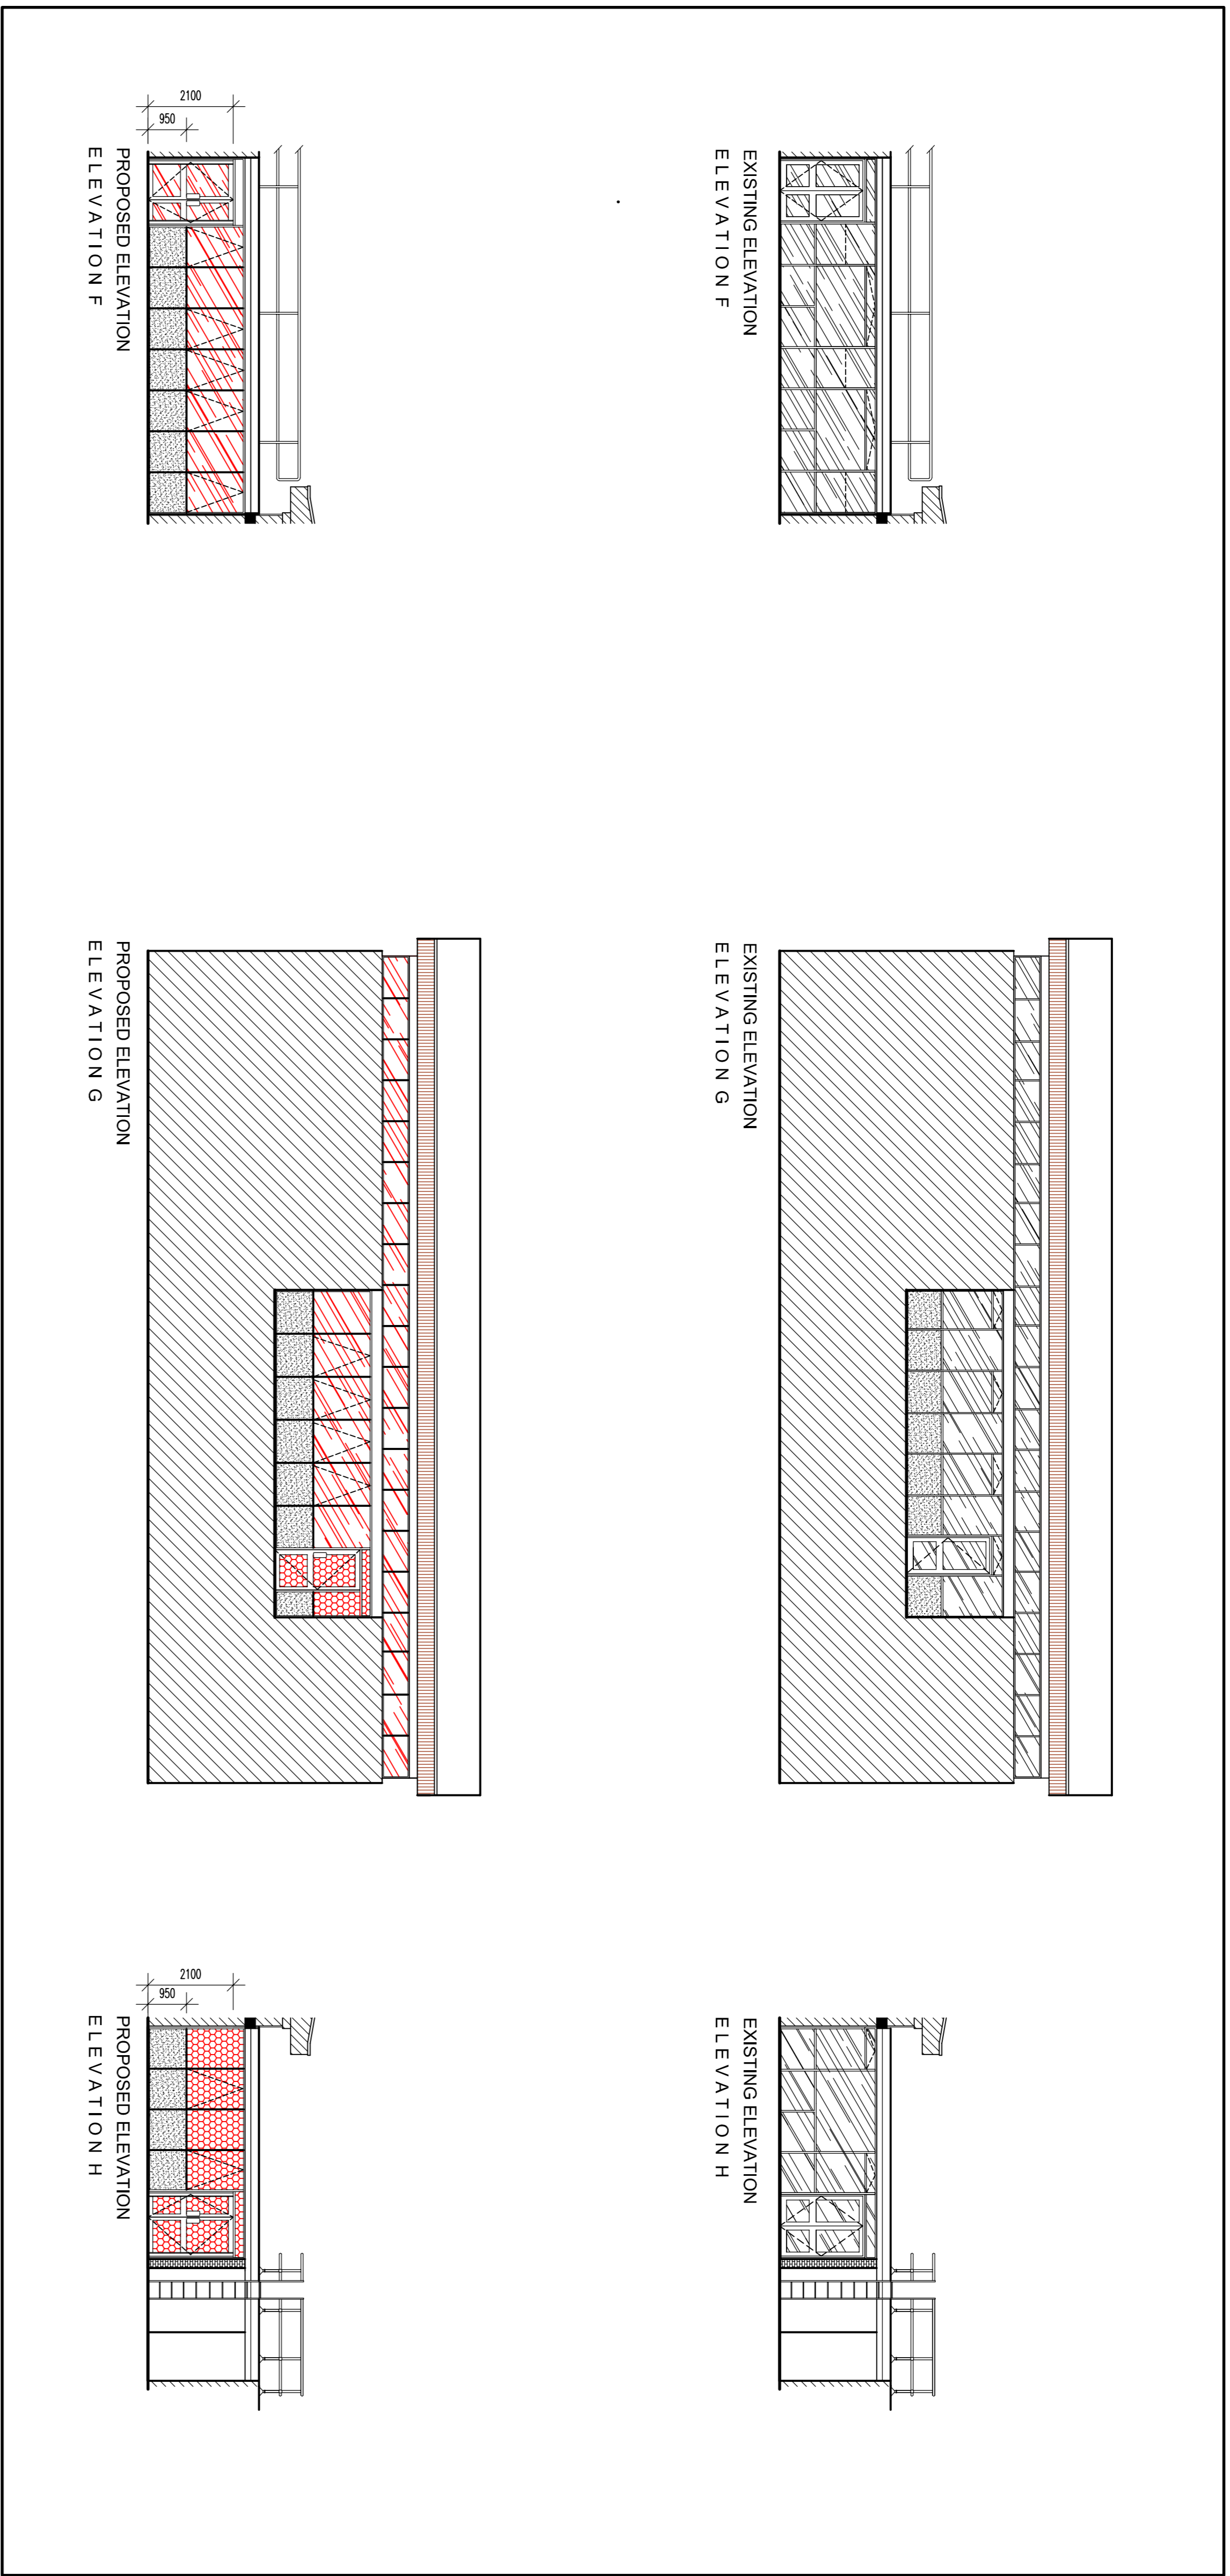 EXISTING ELEVATION
E L E V A T I O N F
EXISTING ELEVATION
E L E V A T I O N G
EXISTING ELEVATION
E L E V A T I O N H
2100
950
PROPOSED ELEVATION
E L E V A T I O N F
PROPOSED ELEVATION
E L E V A T I O N G
2100
950
PROPOSED ELEVATION
E L E V A T I O N H